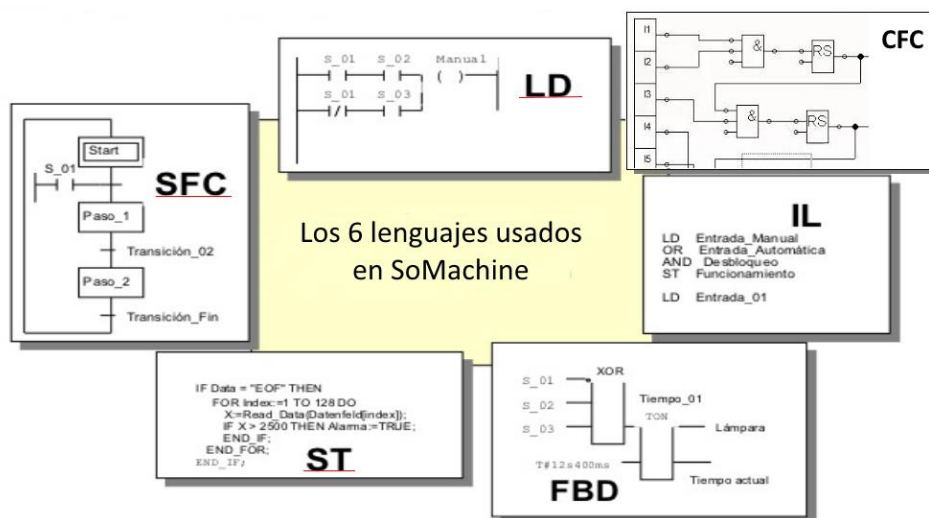 Los 6 lenguajes usados
en SoMachine
LD
S_01 S_02 Manual
S_01 S_03
CFC
I1
I2
I3
I4
I5
&
RS
&
RS
SFC
Start
S_01
Paso_1
Transición_02
Paso_2
Transición_Fin
IL
LD Entrada_Manual
OR Entrada_Automática
AND Desbloqueo
ST Funcionamiento
LD Entrada_01
IF Data = "EOF" THEN
FOR Index:=1 TO 128 DO
X:=Read_Data(Datenfeld[index]);
IF X > 2500 THEN Alarma:=TRUE;
END_IF;
END_FOR;
END_IF;
ST
XOR
S_01
S_02
S_03
Tiempo_01
TON
Lámpara
T#12s400ms
Tiempo actual
FBD